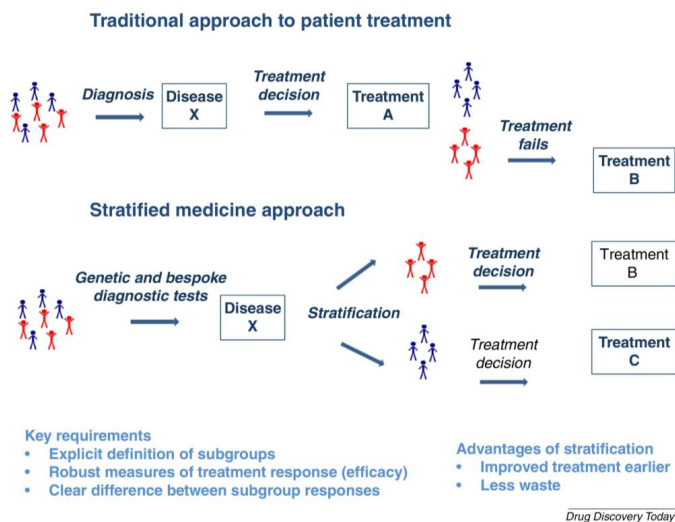 Traditional approach to patient treatment
Diagnosis
Disease
X
Treatment
decision
Treatment
A
Treatment
fails
Treatment
B
Stratified medicine approach
Genetic and bespoke
diagnostic tests
Disease
X
Stratification
Treatment
decision
Treatment
B
Treatment
decision
Treatment
C
Key requirements
• Explicit definition of subgroups
• Robust measures of treatment response (efficacy)
• Clear difference between subgroup responses
Advantages of stratification
• Improved treatment earlier
• Less waste
Drug Discovery Today